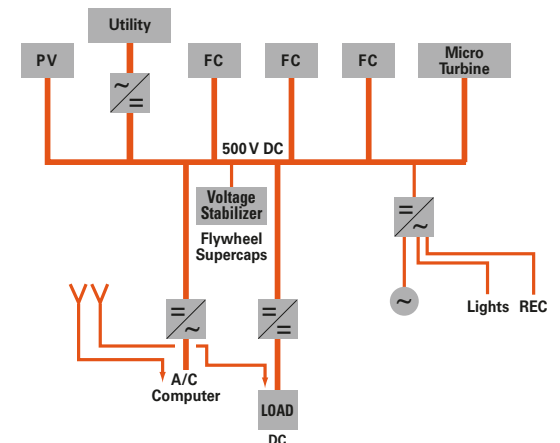 Utility
PV
FC
FC
FC
Micro
Turbine
~
=
500 V DC
Voltage
Stabilizer
Flywheel
Supercaps
=
~
~
Lights
REC
=
~
=
=
A/C
Computer
LOAD
DC